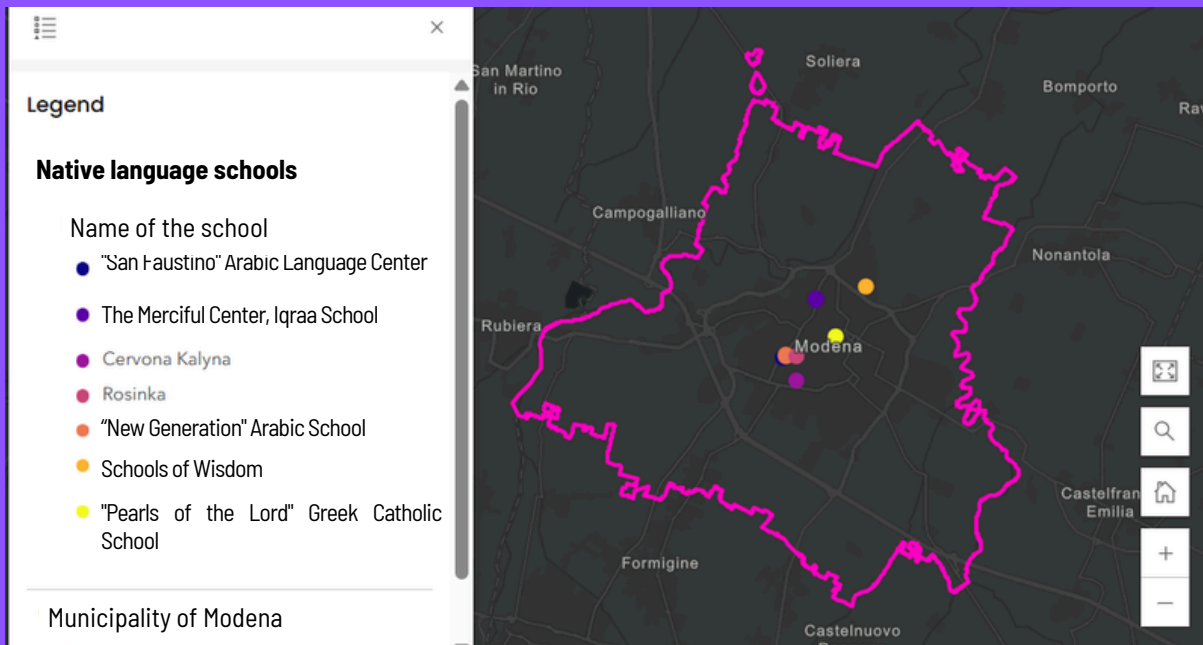 Legend
Native language schools
Name of the school
"San Faustino" Arabic Language Center
The Merciful Center, Iqraa School
Cervona Kalyna
Rosinka
“New Generation" Arabic School
Schools of Wisdom
"Pearls of the Lord" Greek Catholic
School
Municipality of Modena
San Martino
in Rio
Soliera
Bomporto
Rav
Campogalliano
Nonantola
Rubiera
Modena
Castelfran
Emilia
Formigine
Castelnuovo